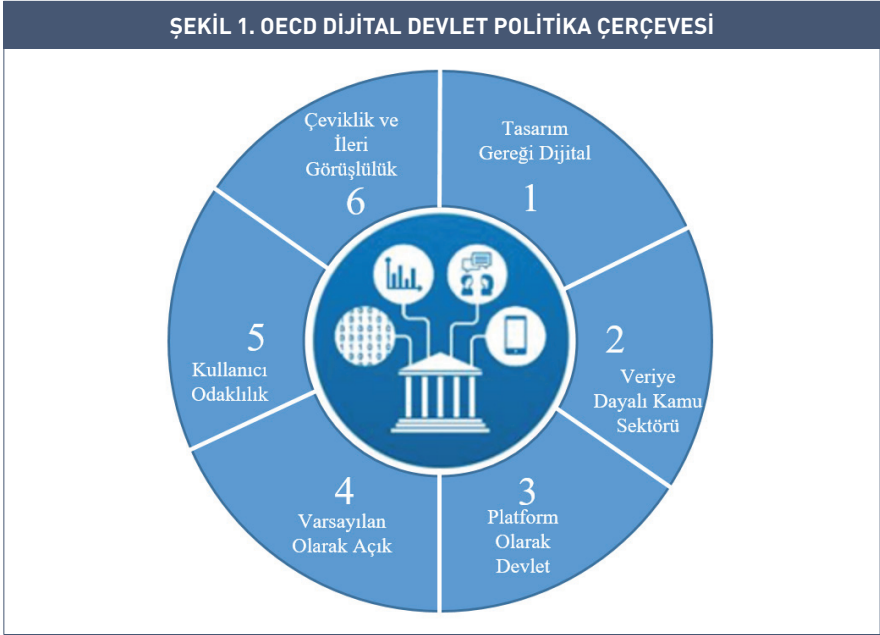 ŞEKİL 1. OECD DİJİTAL DEVLET POLİTİKA ÇERÇEVESİ
Tasarım
Gereği Dijital
1
2
Veriye
Dayalı Kamu
Sektörü
3
Platform
Olarak
Devlet
4
Varsayılan
Olarak Açık
5
Kullanıcı
Odaklılık
Çeviklik ve
İleri
Görüşlülük
6